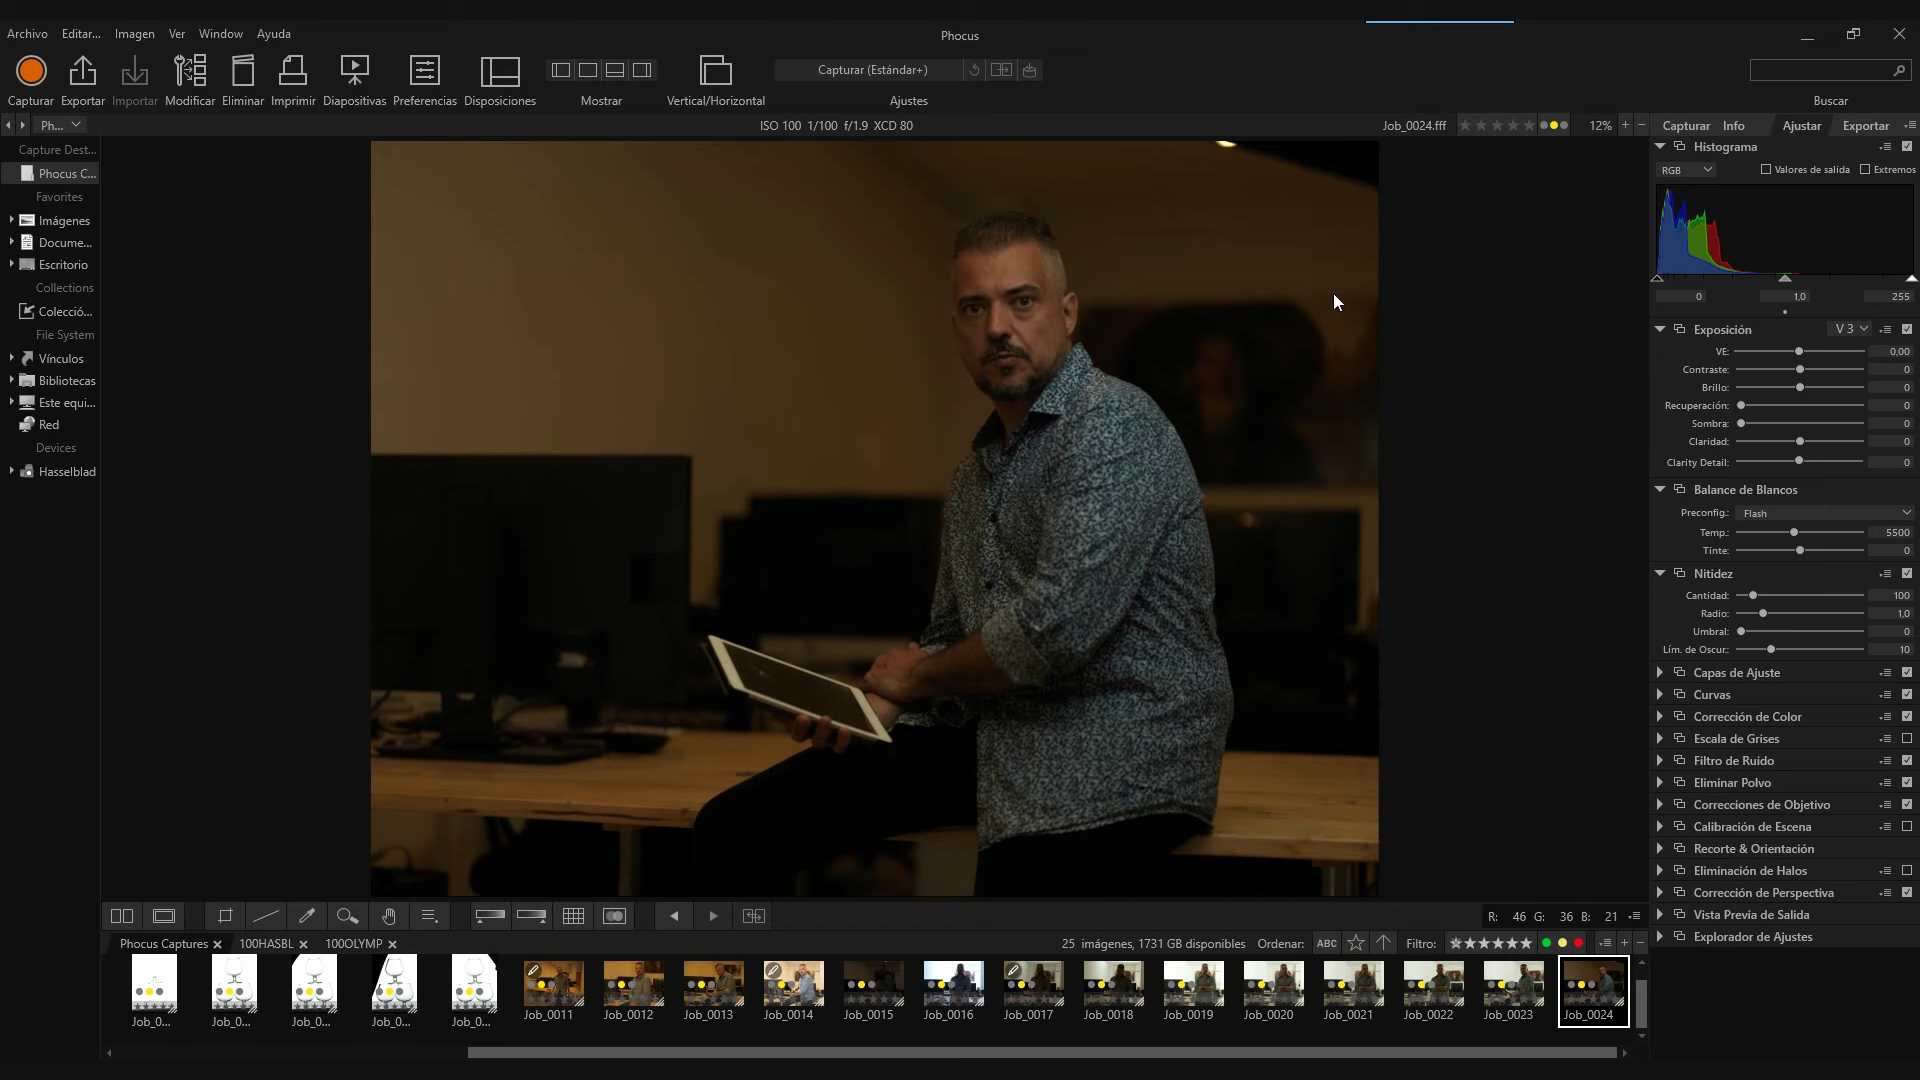 Archivo Editar... Imagen Ver Window Ayuda
Phocus
Capturar Exportar Importar Modificar Eliminar Imprimir Diapositivas Preferencias Disposiciones Mostrar Vertical/Horizontal
Capturar (Estándar+)
Ajustes
Buscar
Ph...
ISO 100 1/100 f/1.9 XCD 80
Job_0024.fff
12%
Capturar Info Ajustar Exportar
Capture Dest...
Phocus C...
Favorites
Imágenes
Docume...
Escritorio
Collections
Colecció...
File System
Vínculos
Bibliotecas
Este equi...
Red
Devices
Hasselblad
Histograma
RGB Valores de salida Extremos
0 1,0 255
Exposición V 3
VE: 0,00
Contraste: 0
Brillo: 0
Recuperación: 0
Sombra: 0
Claridad: 0
Clarity Detail: 0
Balance de Blancos
Preconfig.: Flash
Temp.: 5500
Tinte: 0
Nitidez
Cantidad: 100
Radio: 1,0
Umbral: 0
Lím. de Oscur.: 10
Capas de Ajuste
Curvas
Corrección de Color
Escala de Grises
Filtro de Ruido
Eliminar Polvo
Correcciones de Objetivo
Calibración de Escena
Recorte & Orientación
Eliminación de Halos
Corrección de Perspectiva
Vista Previa de Salida
Explorador de Ajustes
R: 46 G: 36 B: 21
Phocus Captures 100HASBL 100OLYMP
25 imágenes, 1731 GB disponibles Ordenar: ABC Filtro:
Job_0... Job_0... Job_0... Job_0... Job_0... Job_0011 Job_0012 Job_0013 Job_0014 Job_0015 Job_0016 Job_0017 Job_0018 Job_0019 Job_0020 Job_0021 Job_0022 Job_0023 Job_0024